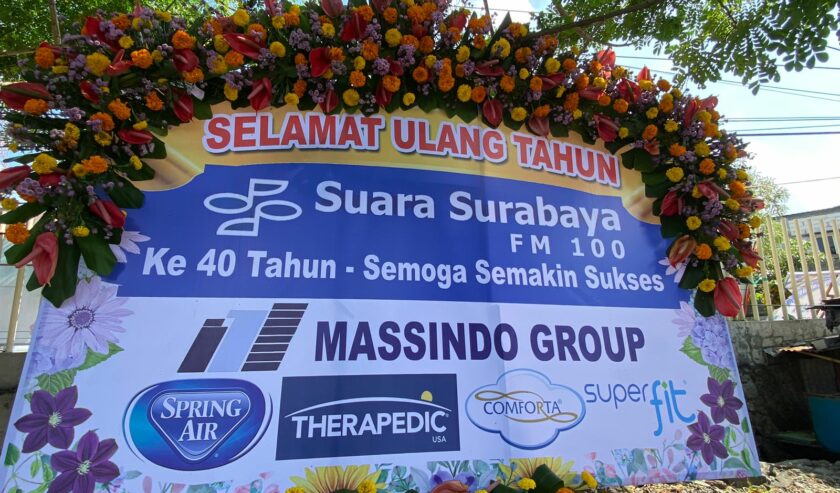 SELAMAT ULANG TAHUN
Suara Surabaya
FM 100
Ke 40 Tahun - Semoga Semakin Sukses
MASSINDO GROUP
SPRING AIR
THERAPEDIC
USA
COMFORTA
superfit